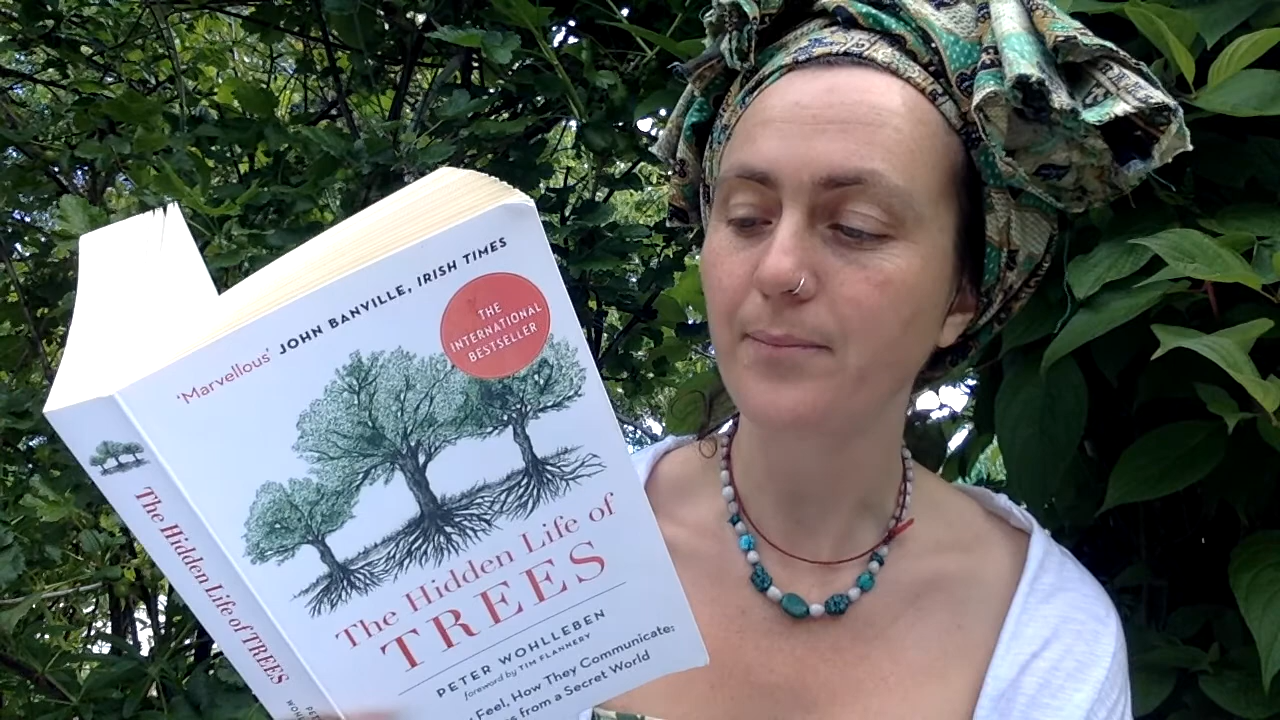 'Marvellous' JOHN BANVILLE, IRISH TIMES
THE
INTERNATIONAL
BESTSELLER
The Hidden Life of
TREES
PETER WOHLLEBEN
foreword by TIM FLANNERY
Feel, How They Communicate:
from a Secret World
The Hidden Life of TREES